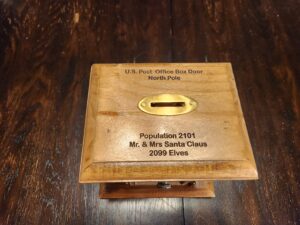 U.S. Post Office Box Door
North Pole
Population 2101
Mr. & Mrs Santa Claus
2099 Elves